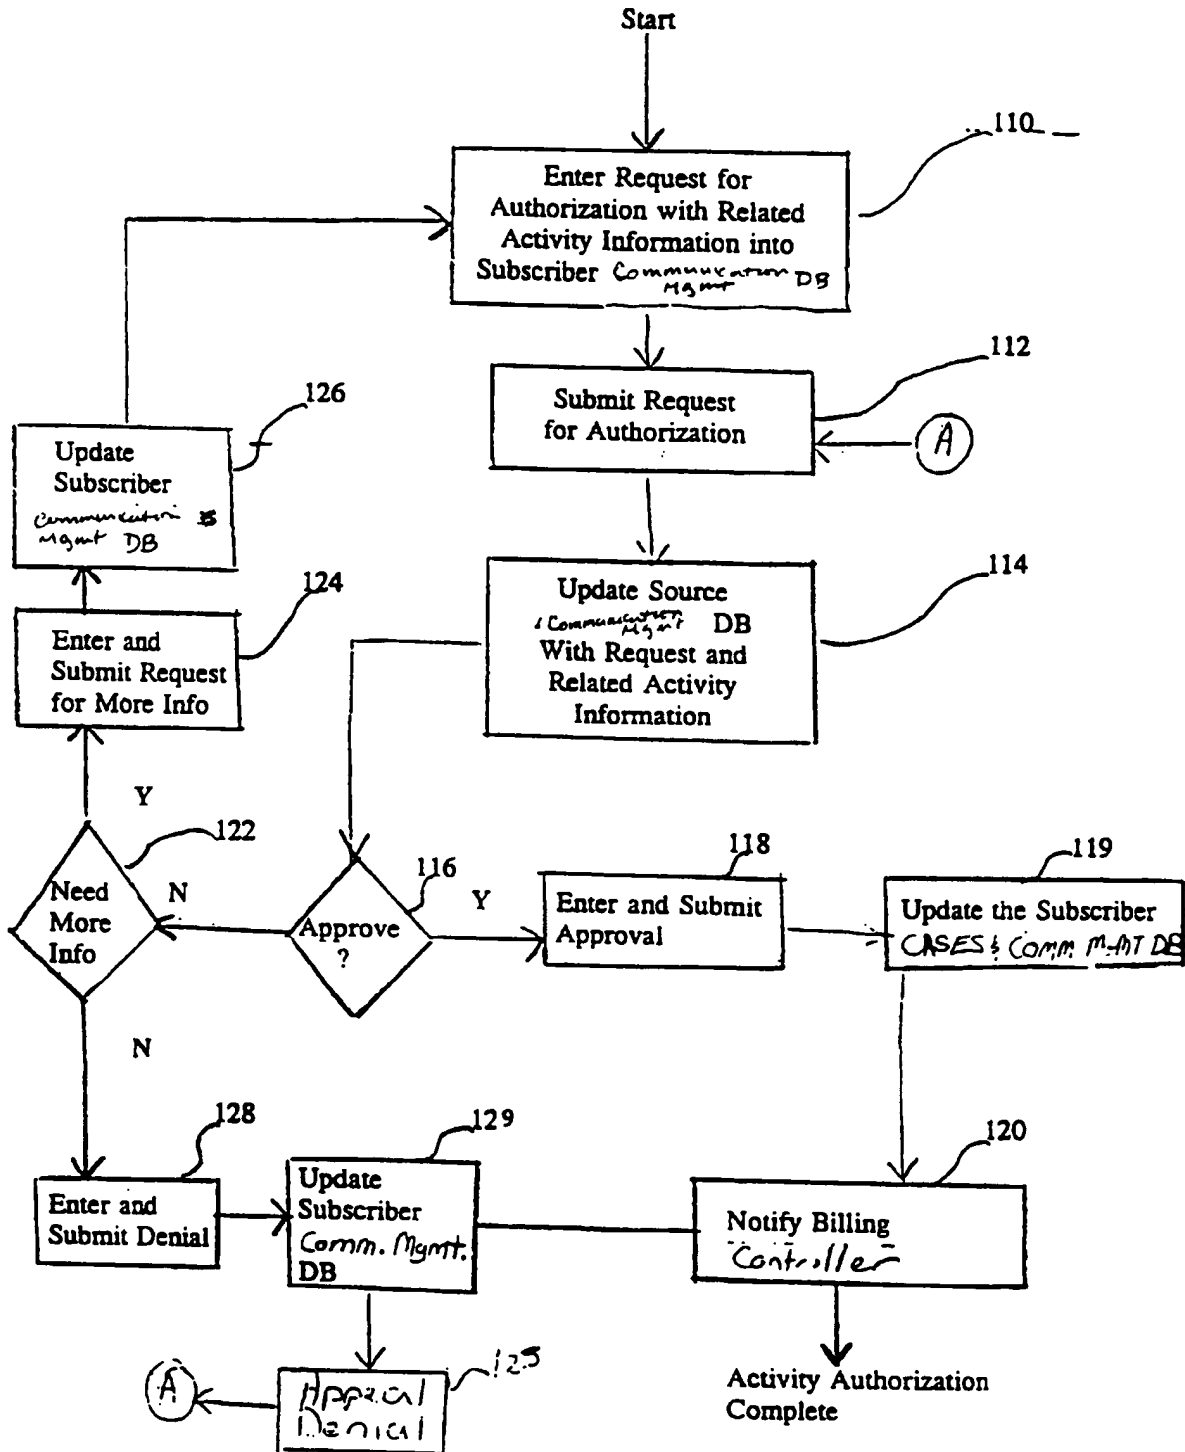 Start
110
Enter Request for
Authorization with Related
Activity Information into
Subscriber Communication DB
Mgmt
112
Submit Request
for Authorization
A
126
Update
Subscriber
Communication
Mgmt DB
114
Update Source
Communication DB
Mgmt
With Request and
Related Activity
Information
124
Enter and
Submit Request
for More Info
Y
122
Need
More
Info
N
116
Approve
?
Y
118
Enter and Submit
Approval
119
Update the Subscriber
CASES & COMM MMT DB
N
128
Enter and
Submit Denial
129
Update
Subscriber
Comm. Mgmt.
DB
120
Notify Billing
Controller
125
Appeal
Denial
A
Activity Authorization
Complete